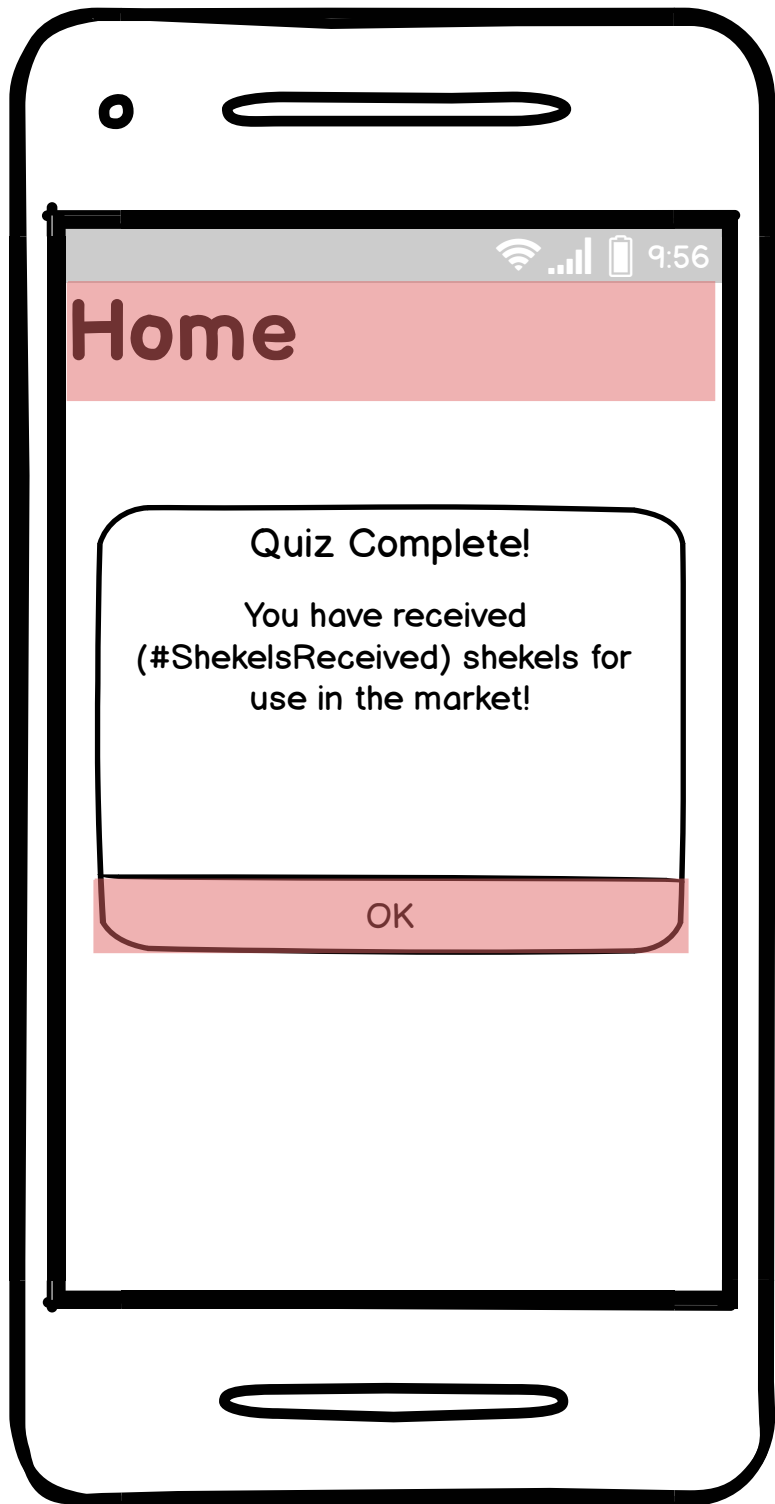 9:56
Home
Quiz Complete!
You have received
(#ShekelsReceived) shekels for
use in the market!
OK